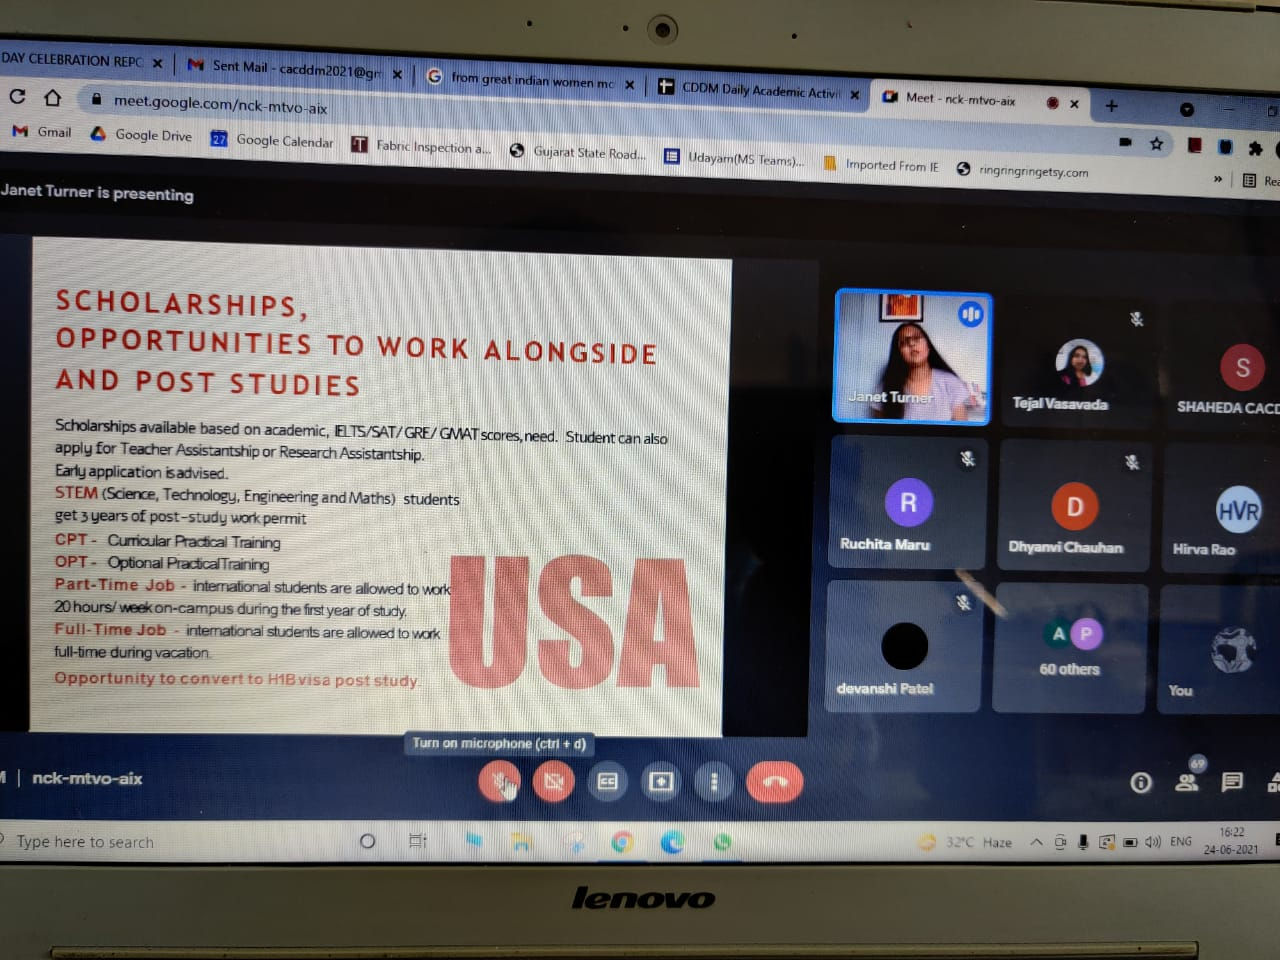 DAY CELEBRATION REPO
Sent Mail - cacddm2021@gm
from great indian women mo
CDDM Daily Academic Activi
Meet - nck-mtvo-aix
meet.google.com/nck-mtvo-aix
Gmail
Google Drive
27
Google Calendar
T
Fabric Inspection a...
Gujarat State Road...
Udayam(MS Teams)...
Imported From IE
ringringringetsy.com
»
Rea
Janet Turner is presenting
SCHOLARSHIPS,
OPPORTUNITIES TO WORK ALONGSIDE
AND POST STUDIES
Scholarships available based on academic, IELTS/SAT/ GRE/ GMAT scores, need. Student can also
apply for Teacher Assistantship or Research Assistantship.
Early application is advised.
STEM (Science, Technology, Engineering and Maths) students
get 3 years of post-study work permit
CPT - Curricular Practical Training
OPT - Optional Practical Training
Part-Time Job - international students are allowed to work
20 hours/ week on-campus during the first year of study.
Full-Time Job - international students are allowed to work
full-time during vacation.
Opportunity to convert to H1B visa post study.
USA
Janet Turner
Tejal Vasavada
S
SHAHEDA CACD
R
Ruchita Maru
D
Dhyanvi Chauhan
HVR
Hirva Rao
devanshi Patel
A P
60 others
You
Turn on microphone (ctrl + d)
M | nck-mtvo-aix
CC
69
Type here to search
32°C Haze
ENG
16:22
24-06-2021
lenovo